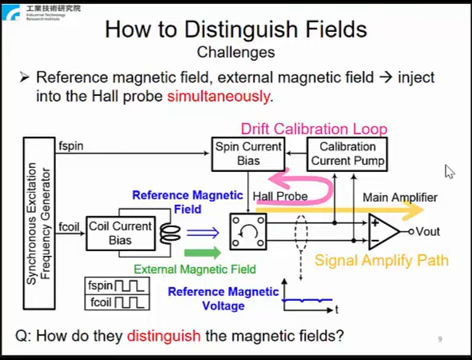 工業技術研究院
Industrial Technology
Research Institute
How to Distinguish Fields
Challenges
➤ Reference magnetic field, external magnetic field → inject
into the Hall probe simultaneously.
Drift Calibration Loop
Synchronous Excitation
Frequency Generator
fspin
Spin Current
Bias
Calibration
Current Pump
Reference Magnetic
Field
Hall Probe
Main Amplifier
fcoil
Coil Current
Bias
+
−
Vout
External Magnetic Field
Signal Amplify Path
fspin
fcoil
Reference Magnetic
Voltage
t
Q: How do they distinguish the magnetic fields?
9